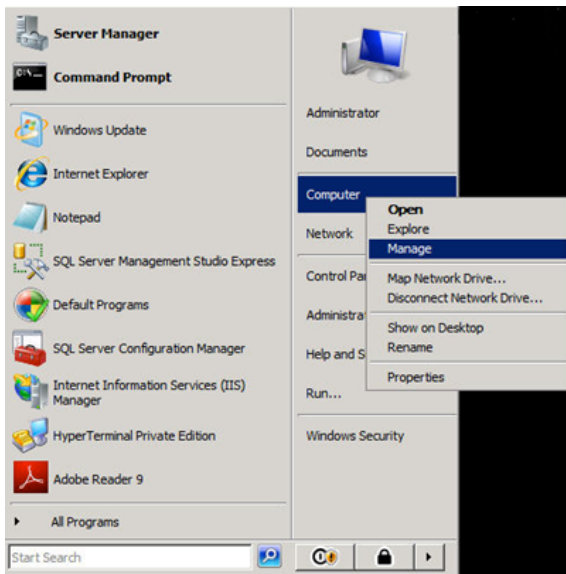 Server Manager
C:\
Command Prompt
Windows Update
Internet Explorer
Notepad
SQL Server Management Studio Express
Default Programs
SQL Server Configuration Manager
Internet Information Services (IIS)
Manager
HyperTerminal Private Edition
Adobe Reader 9
All Programs
Start Search
Administrator
Documents
Computer
Network
Control Pa
Administra
Help and S
Run...
Windows Security
Open
Explore
Manage
Map Network Drive...
Disconnect Network Drive...
Show on Desktop
Rename
Properties